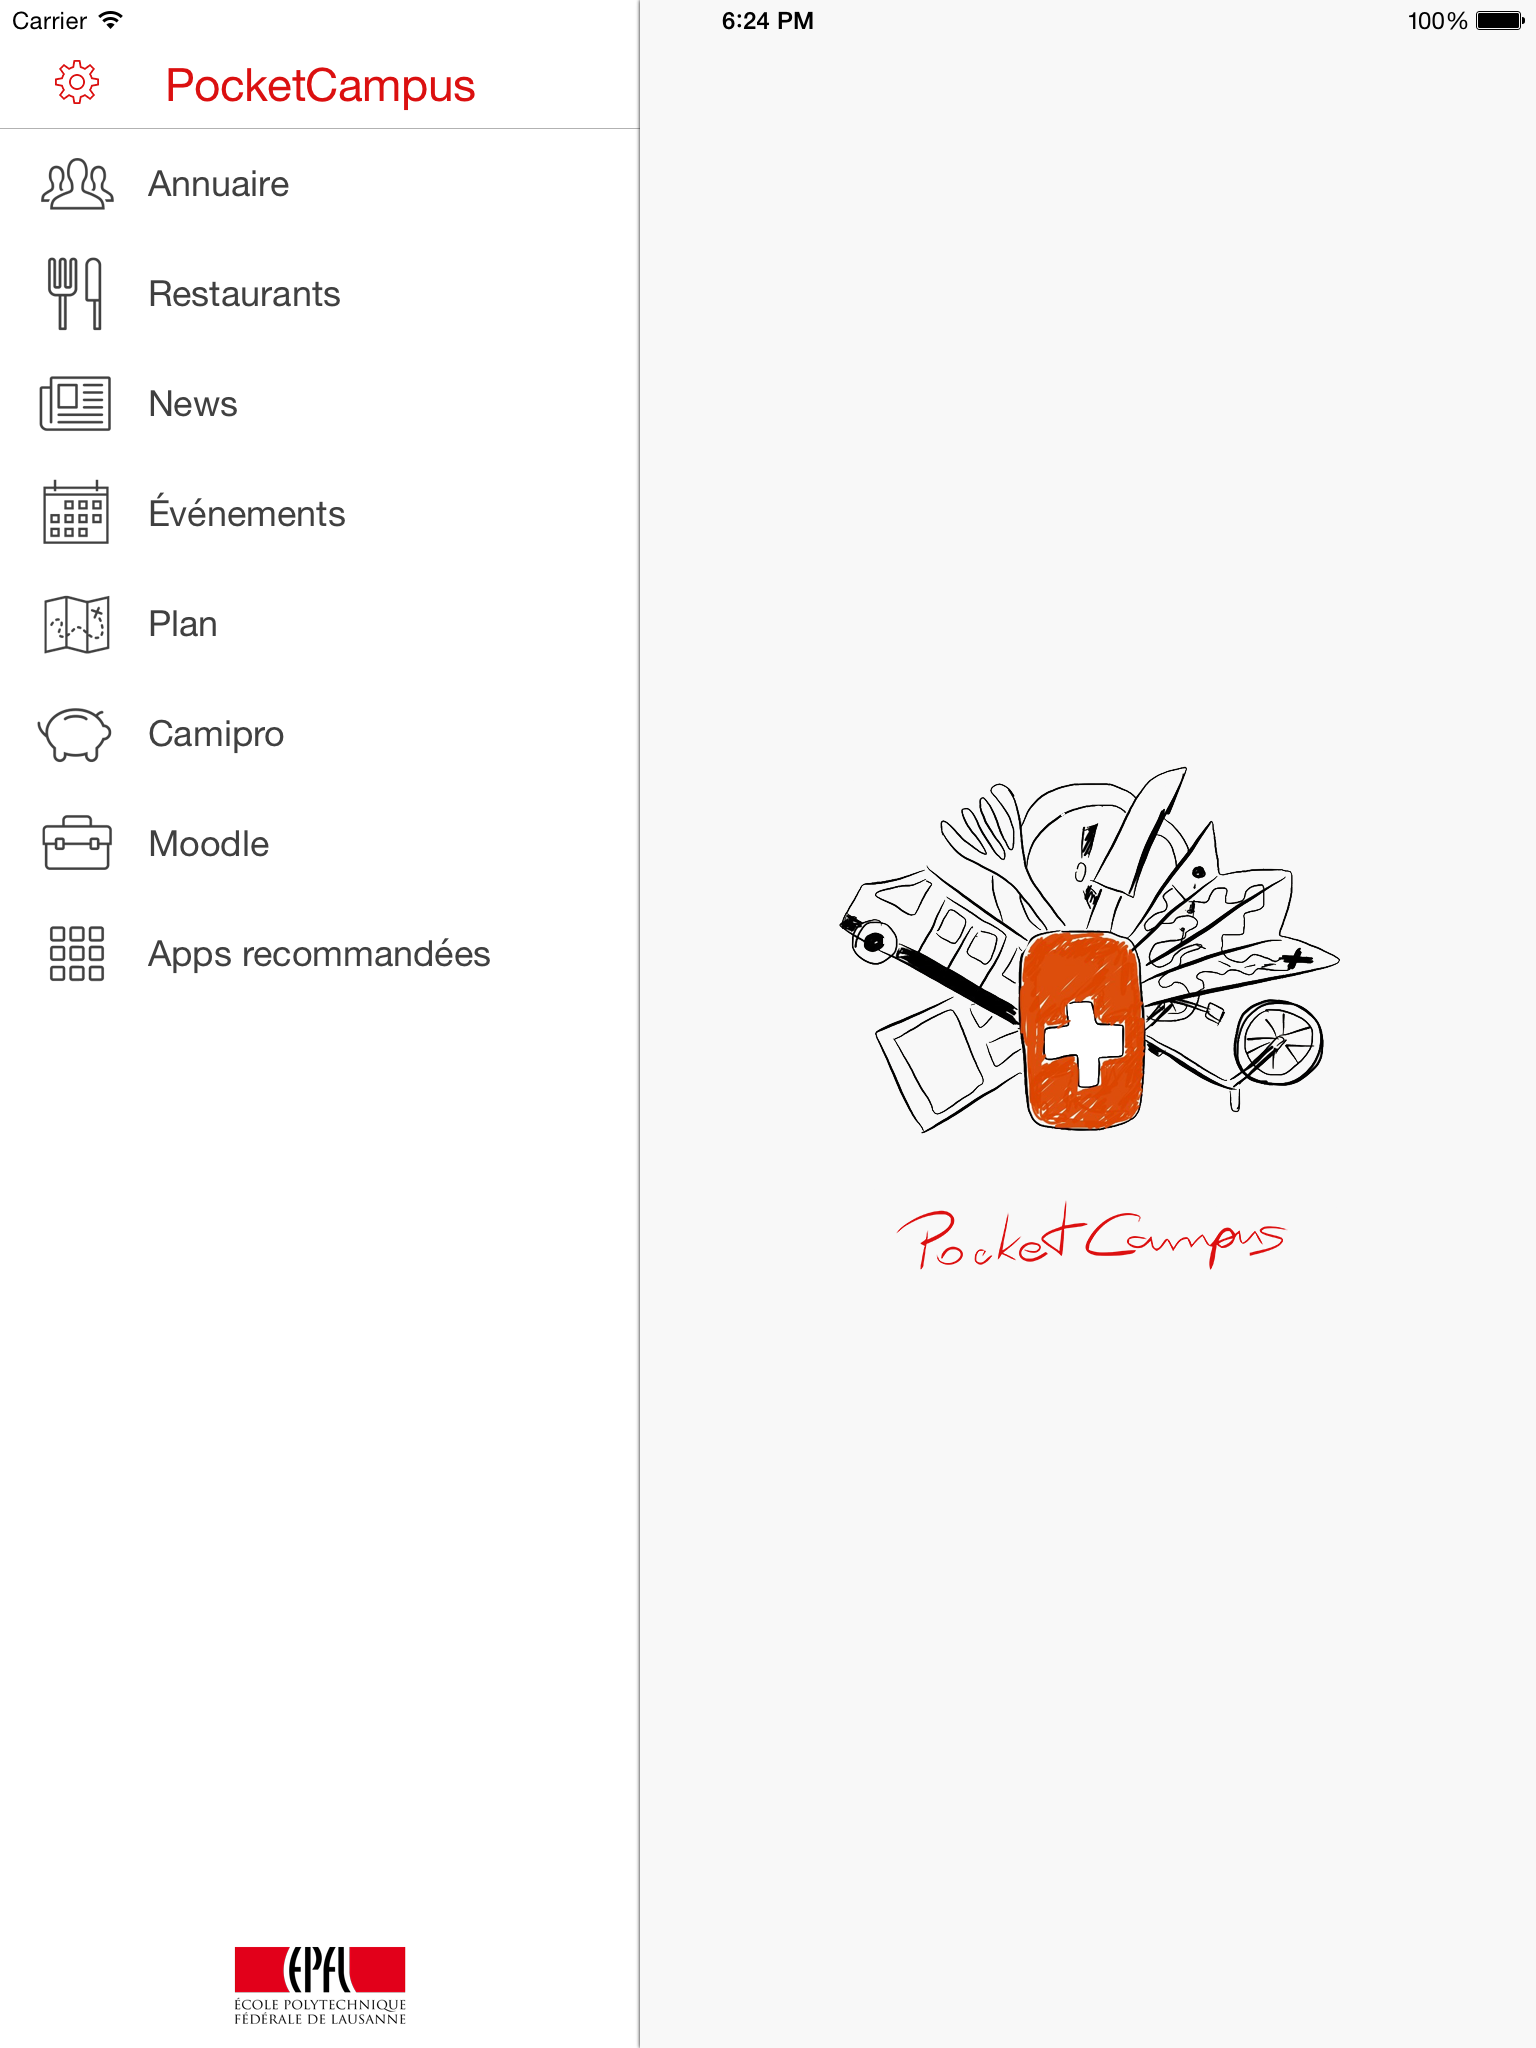 Carrier 6:24 PM 100%
PocketCampus
Annuaire
Restaurants
News
Événements
Plan
Camipro
Moodle
Apps recommandées
PocketCampus
EPFL
ÉCOLE POLYTECHNIQUE
FÉDÉRALE DE LAUSANNE